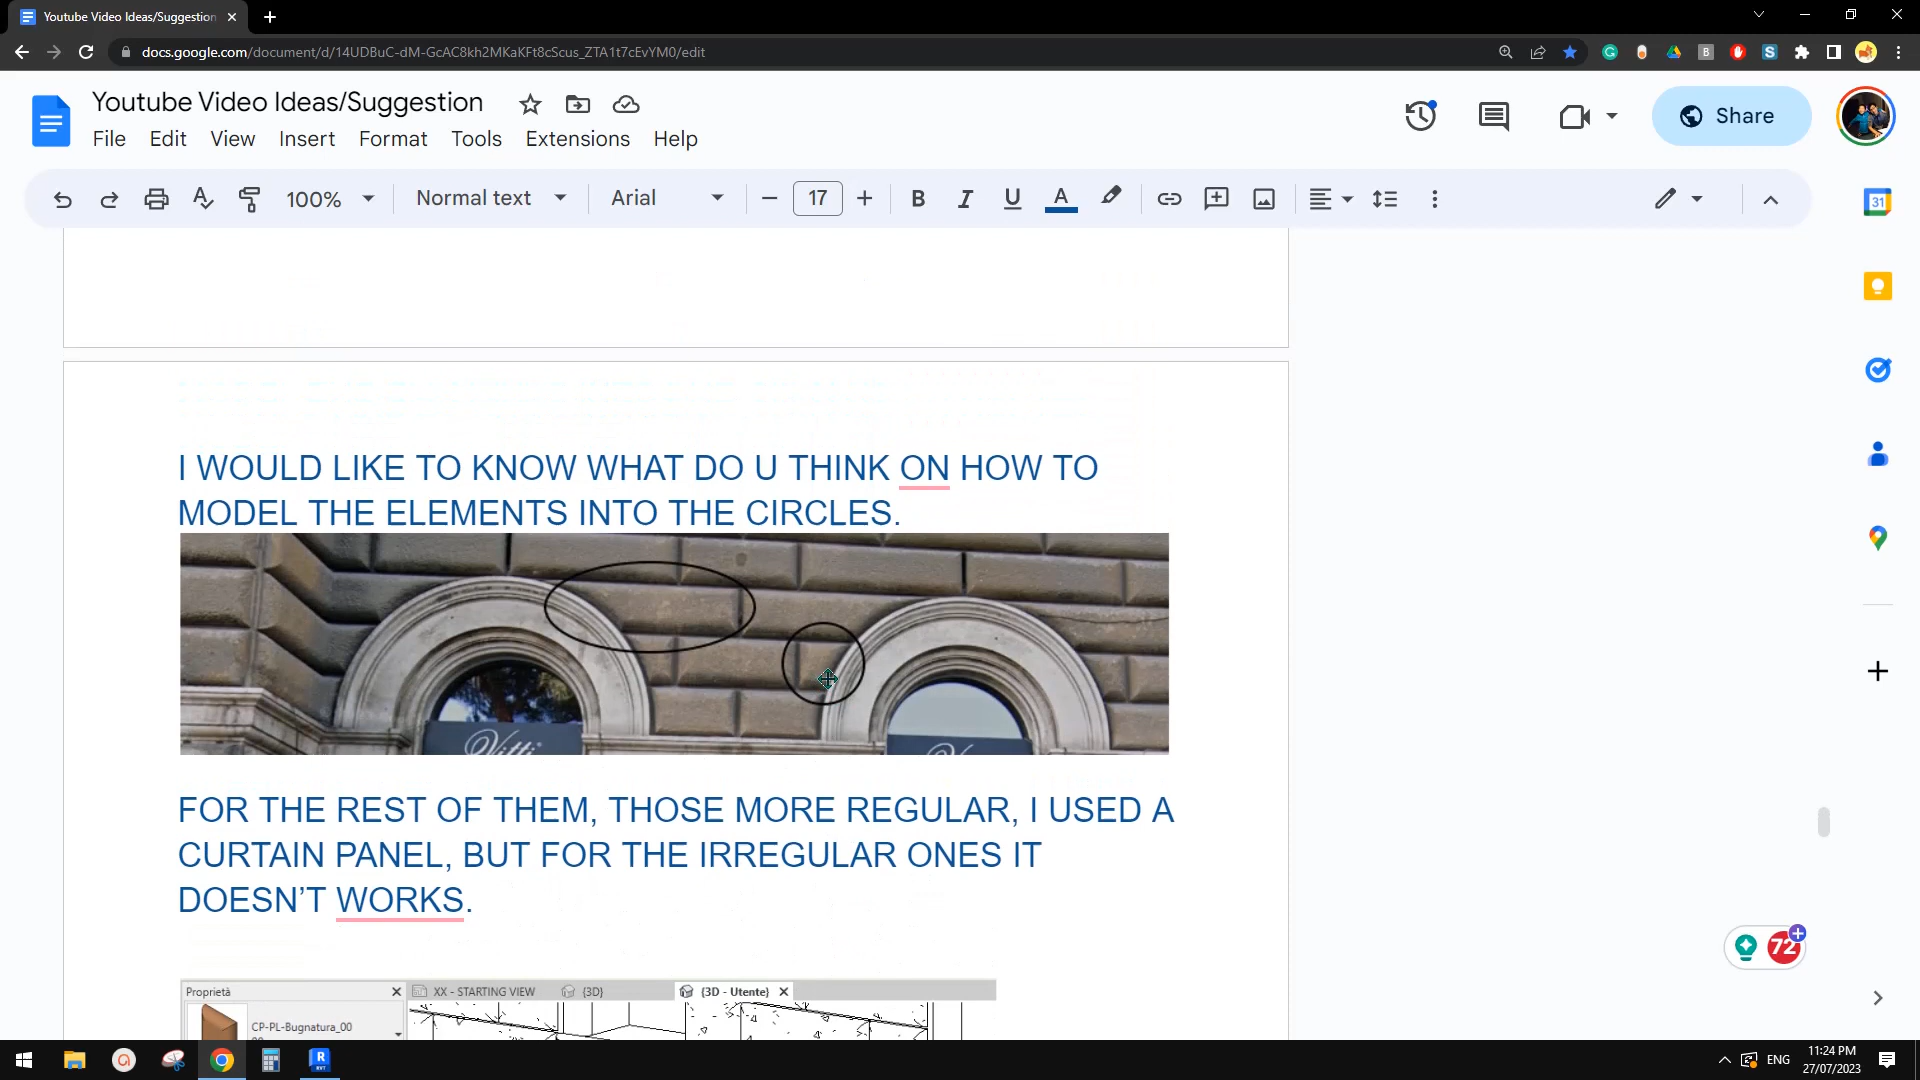 Youtube Video Ideas/Suggestion
docs.google.com/document/d/14UDBuC-dM-GcAC8kh2MKaKFt8cScus_ZTA1t7cEvYM0/edit
Youtube Video Ideas/Suggestion
File Edit View Insert Format Tools Extensions Help
Share
100% Normal text Arial 17 B I U A
31
I WOULD LIKE TO KNOW WHAT DO U THINK ON HOW TO
MODEL THE ELEMENTS INTO THE CIRCLES.
Vitti
FOR THE REST OF THEM, THOSE MORE REGULAR, I USED A
CURTAIN PANEL, BUT FOR THE IRREGULAR ONES IT
DOESN'T WORKS.
72
Proprietà XX - STARTING VIEW {3D} {3D - Utente}
CP-PL-Bugnatura_00
ENG
11:24 PM
27/07/2023